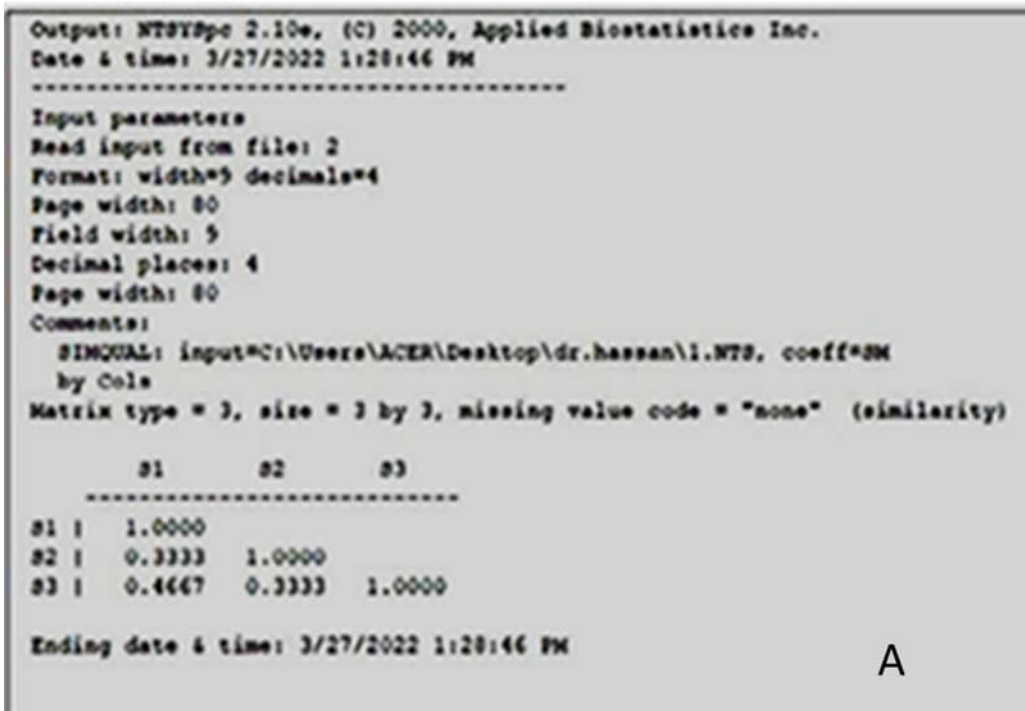 Output: NTSYSpc 2.10e, (C) 2000, Applied Biostatistics Inc.
Date & time: 3/27/2022 1:28:46 PM
----------------------------------------
Input parameters
Read input from file: 2
Format: width=9 decimals=4
Page width: 80
Field width: 9
Decimal places: 4
Page width: 80
Comments:
SIMQUAL: input=C:\Users\ACER\Desktop\dr.hassan\1.NTS, coeff=SM
by Cols
Matrix type = 3, size = 3 by 3, missing value code = "none" (similarity)
S1 S2 S3
----------------------------
S1 | 1.0000
S2 | 0.3333 1.0000
S3 | 0.4667 0.3333 1.0000
Ending date & time: 3/27/2022 1:28:46 PM
A